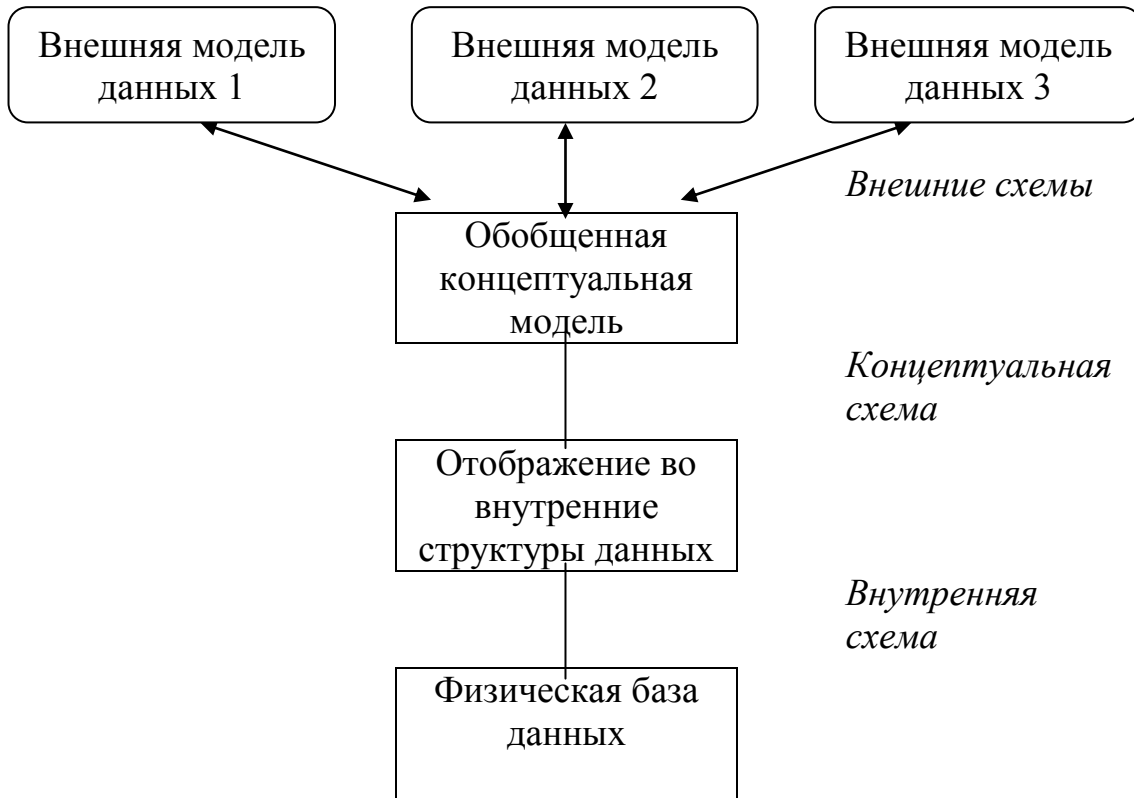 Внешняя модель
данных 1
Внешняя модель
данных 2
Внешняя модель
данных 3
Внешние схемы
Обобщенная
концептуальная
модель
Концептуальная
схема
Отображение во
внутренние
структуры данных
Внутренняя
схема
Физическая база
данных